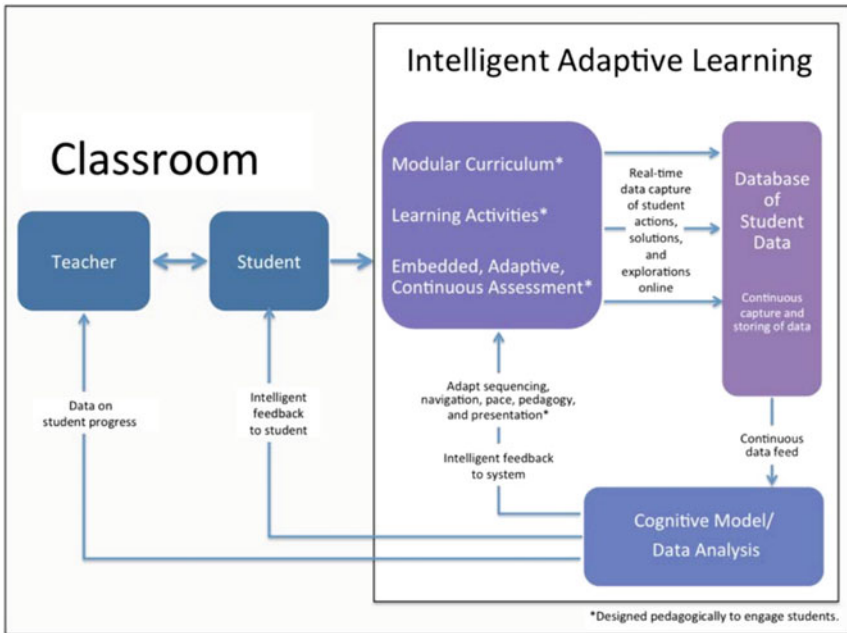 Intelligent Adaptive Learning
Classroom
Teacher
Student
Modular Curriculum*
Learning Activities*
Embedded, Adaptive,
Continuous Assessment*
Real-time
data capture
of student
actions,
solutions,
and
explorations
online
Database
of
Student
Data
Continuous
capture and
storing of data
Data on
student progress
Intelligent
feedback
to student
Adapt sequencing,
navigation, pace, pedagogy,
and presentation*
Intelligent feedback
to system
Continuous
data feed
Cognitive Model/
Data Analysis
*Designed pedagogically to engage students.